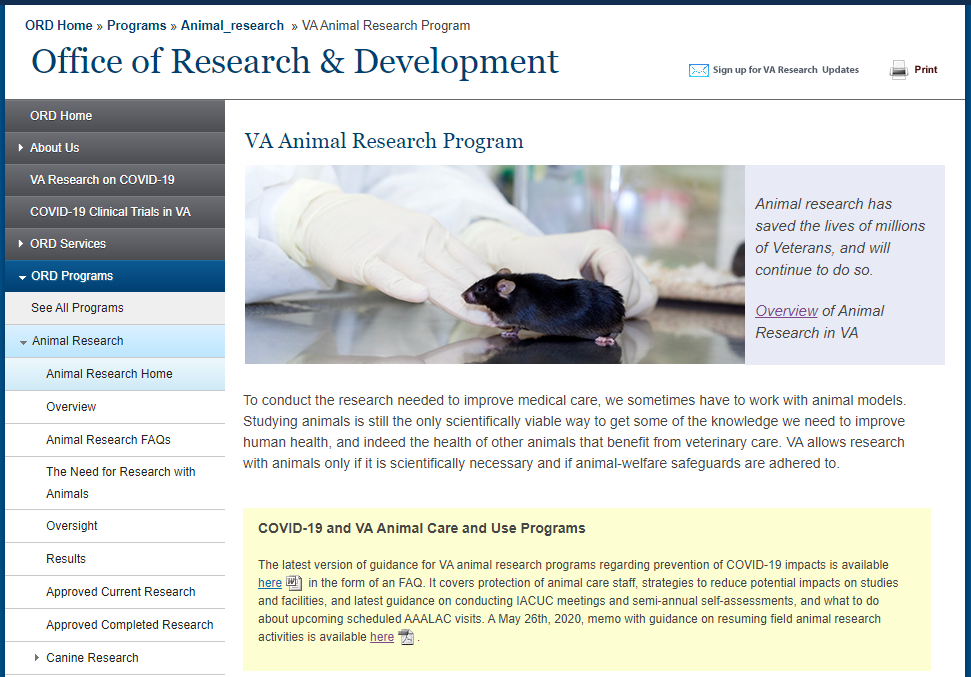 ORD Home » Programs » Animal_research » VA Animal Research Program
Office of Research & Development
Sign up for VA Research Updates
Print
ORD Home
About Us
VA Research on COVID-19
COVID-19 Clinical Trials in VA
ORD Services
ORD Programs
See All Programs
Animal Research
Animal Research Home
Overview
Animal Research FAQs
The Need for Research with
Animals
Oversight
Results
Approved Current Research
Approved Completed Research
Canine Research
VA Animal Research Program
Animal research has
saved the lives of millions
of Veterans, and will
continue to do so.
Overview of Animal
Research in VA
To conduct the research needed to improve medical care, we sometimes have to work with animal models.
Studying animals is still the only scientifically viable way to get some of the knowledge we need to improve
human health, and indeed the health of other animals that benefit from veterinary care. VA allows research
with animals only if it is scientifically necessary and if animal-welfare safeguards are adhered to.
COVID-19 and VA Animal Care and Use Programs
The latest version of guidance for VA animal research programs regarding prevention of COVID-19 impacts is available
here in the form of an FAQ. It covers protection of animal care staff, strategies to reduce potential impacts on studies
and facilities, and latest guidance on conducting IACUC meetings and semi-annual self-assessments, and what to do
about upcoming scheduled AAALAC visits. A May 26th, 2020, memo with guidance on resuming field animal research
activities is available here .